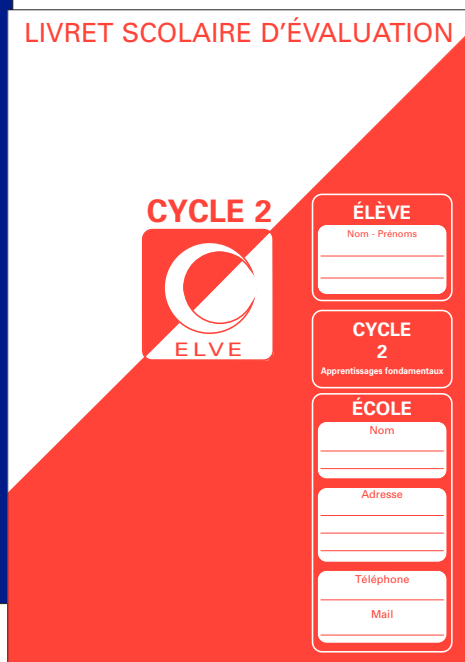 LIVRET SCOLAIRE D'ÉVALUATION
CYCLE 2
ELVE
ÉLÈVE
Nom - Prénoms
CYCLE
2
Apprentissages fondamentaux
ÉCOLE
Nom
Adresse
Téléphone
Mail